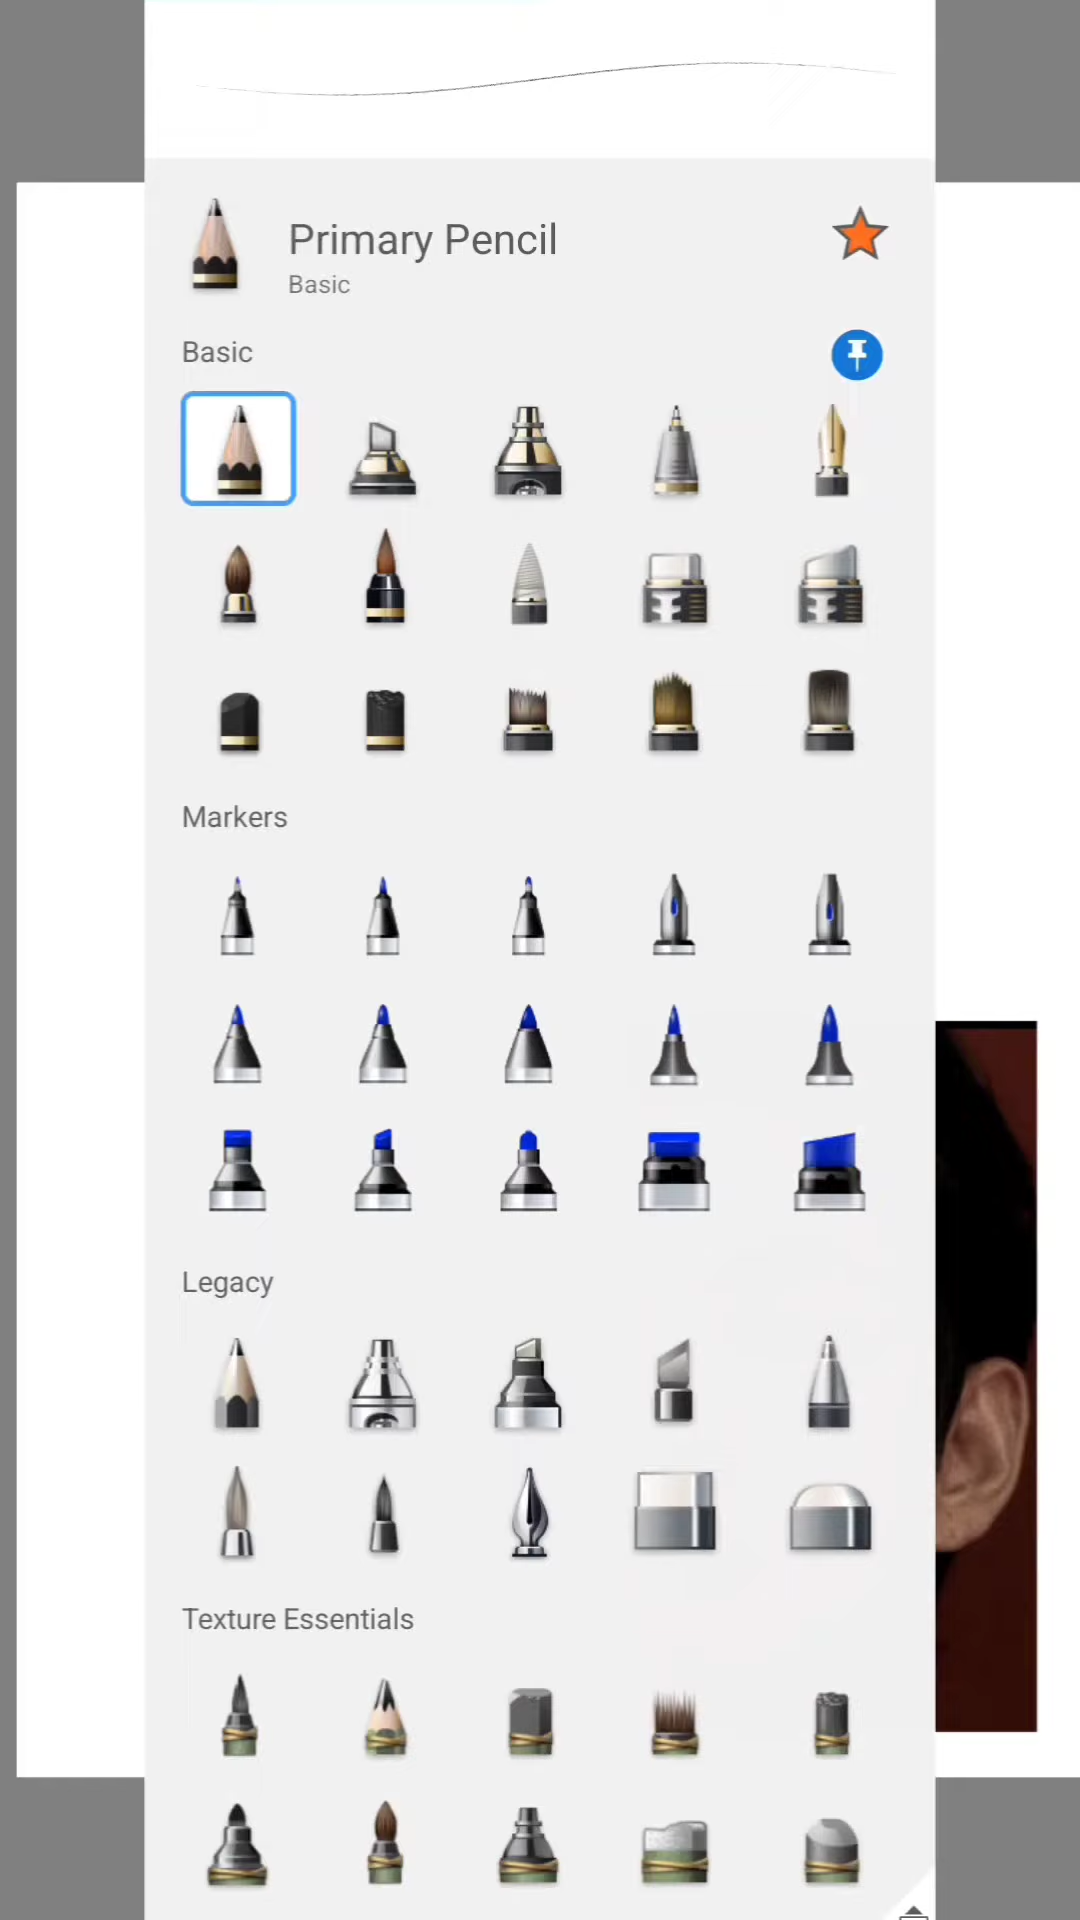 Primary Pencil
Basic
Basic
Markers
Legacy
Texture Essentials